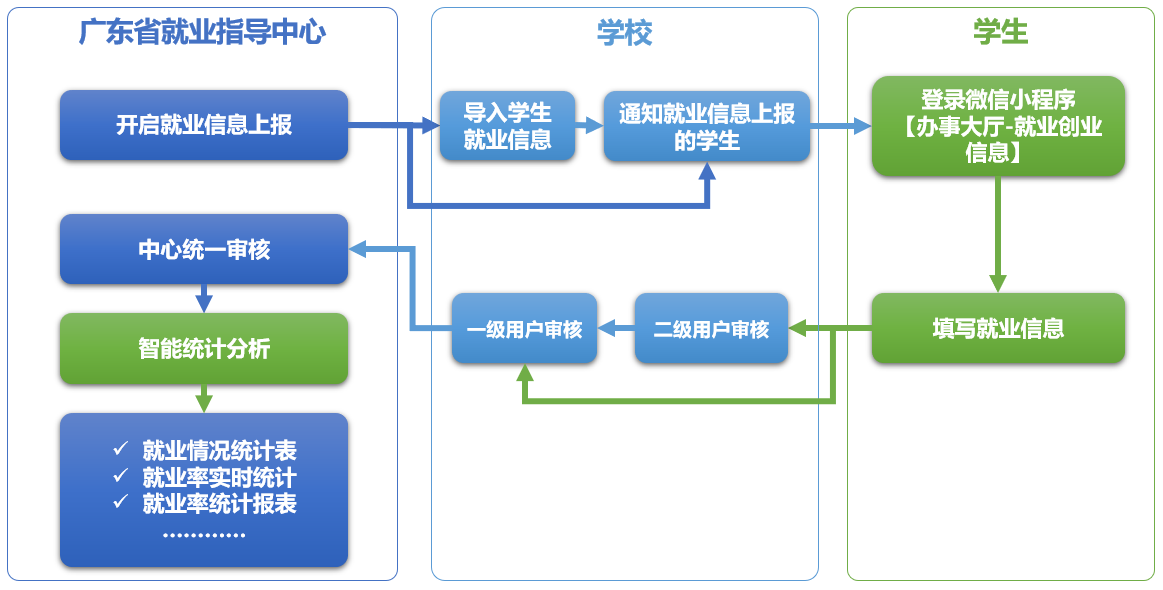 广东省就业指导中心
学校
学生
开启就业信息上报
导入学生
就业信息
通知就业信息上报
的学生
登录微信小程序
【办事大厅-就业创业
信息】
中心统一审核
一级用户审核
二级用户审核
填写就业信息
智能统计分析
✓ 就业情况统计表
✓ 就业率实时统计
✓ 就业率统计报表
…………